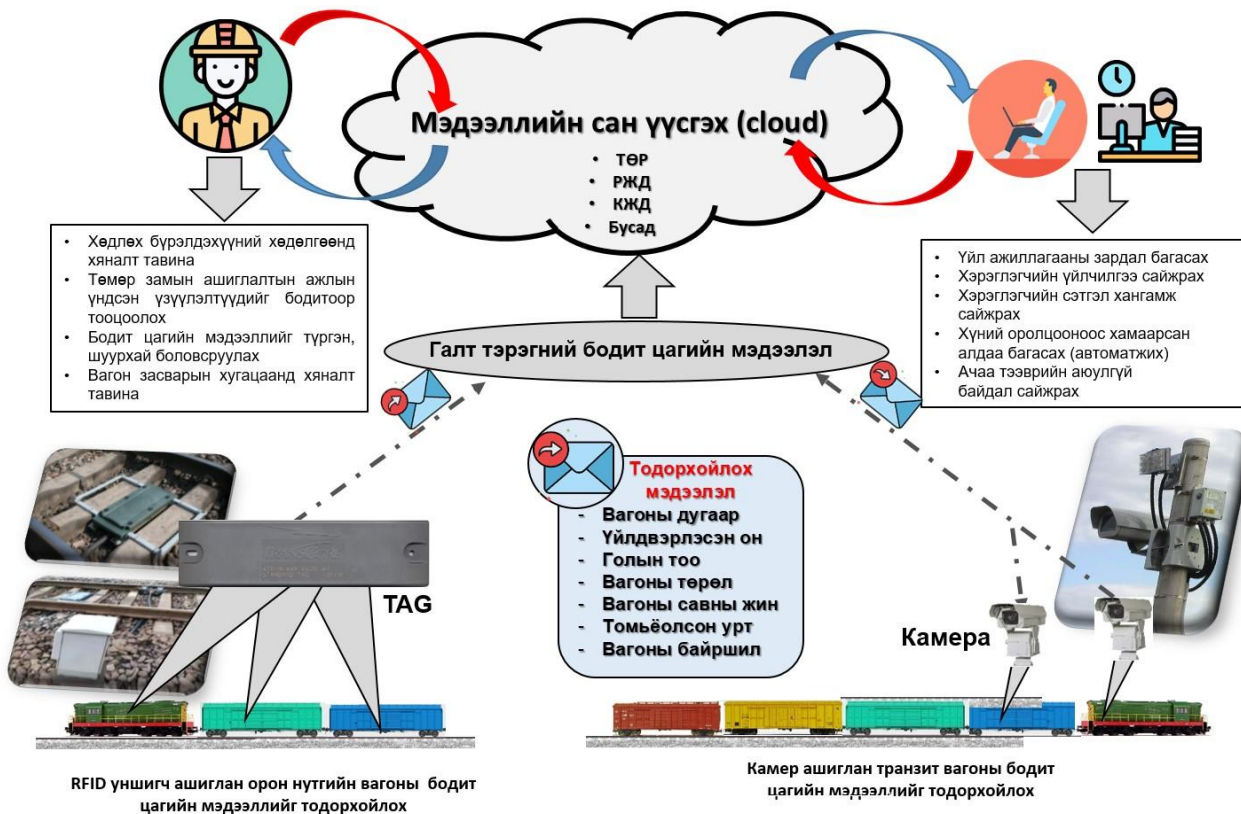 Мэдээллийн сан үүсгэх (cloud)
• ТӨР
• РЖД
• КЖД
• Бусад
• Хөдлөх бүрэлдэхүүний хөдөлгөөнд
хяналт тавина
• Төмөр замын ашиглалтын ажлын
үндсэн үзүүлэлтүүдийг бодитоор
тооцоолох
• Бодит цагийн мэдээллийг түргэн,
шуурхай боловсруулах
• Вагон засварын хугацаанд хяналт
тавина
• Үйл ажиллагааны зардал багасах
• Хэрэглэгчийн үйлчилгээ сайжрах
• Хэрэглэгчийн сэтгэл хангамж
сайжрах
• Хүний оролцооноос хамаарсан
алдаа багасах (автоматжих)
• Ачаа тээврийн аюулгүй
байдал сайжрах
Галт тэрэгний бодит цагийн мэдээлэл
Тодорхойлох
мэдээлэл
- Вагоны дугаар
- Үйлдвэрлэсэн он
- Голын тоо
- Вагоны төрөл
- Вагоны савны жин
- Томьёолсон урт
- Вагоны байршил
TAG
Камера
RFID уншигч ашиглан орон нутгийн вагоны бодит
цагийн мэдээллийг тодорхойлох
Камер ашиглан транзит вагоны бодит
цагийн мэдээллийг тодорхойлох